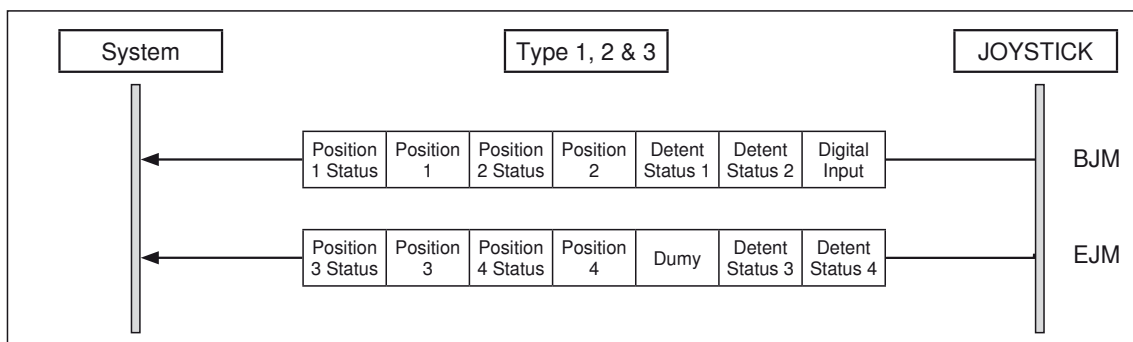 System
Type 1, 2 & 3
JOYSTICK
Position
1 Status
Position
1
Position
2 Status
Position
2
Detent
Status 1
Detent
Status 2
Digital
Input
BJM
Position
3 Status
Position
3
Position
4 Status
Position
4
Dumy
Detent
Status 3
Detent
Status 4
EJM